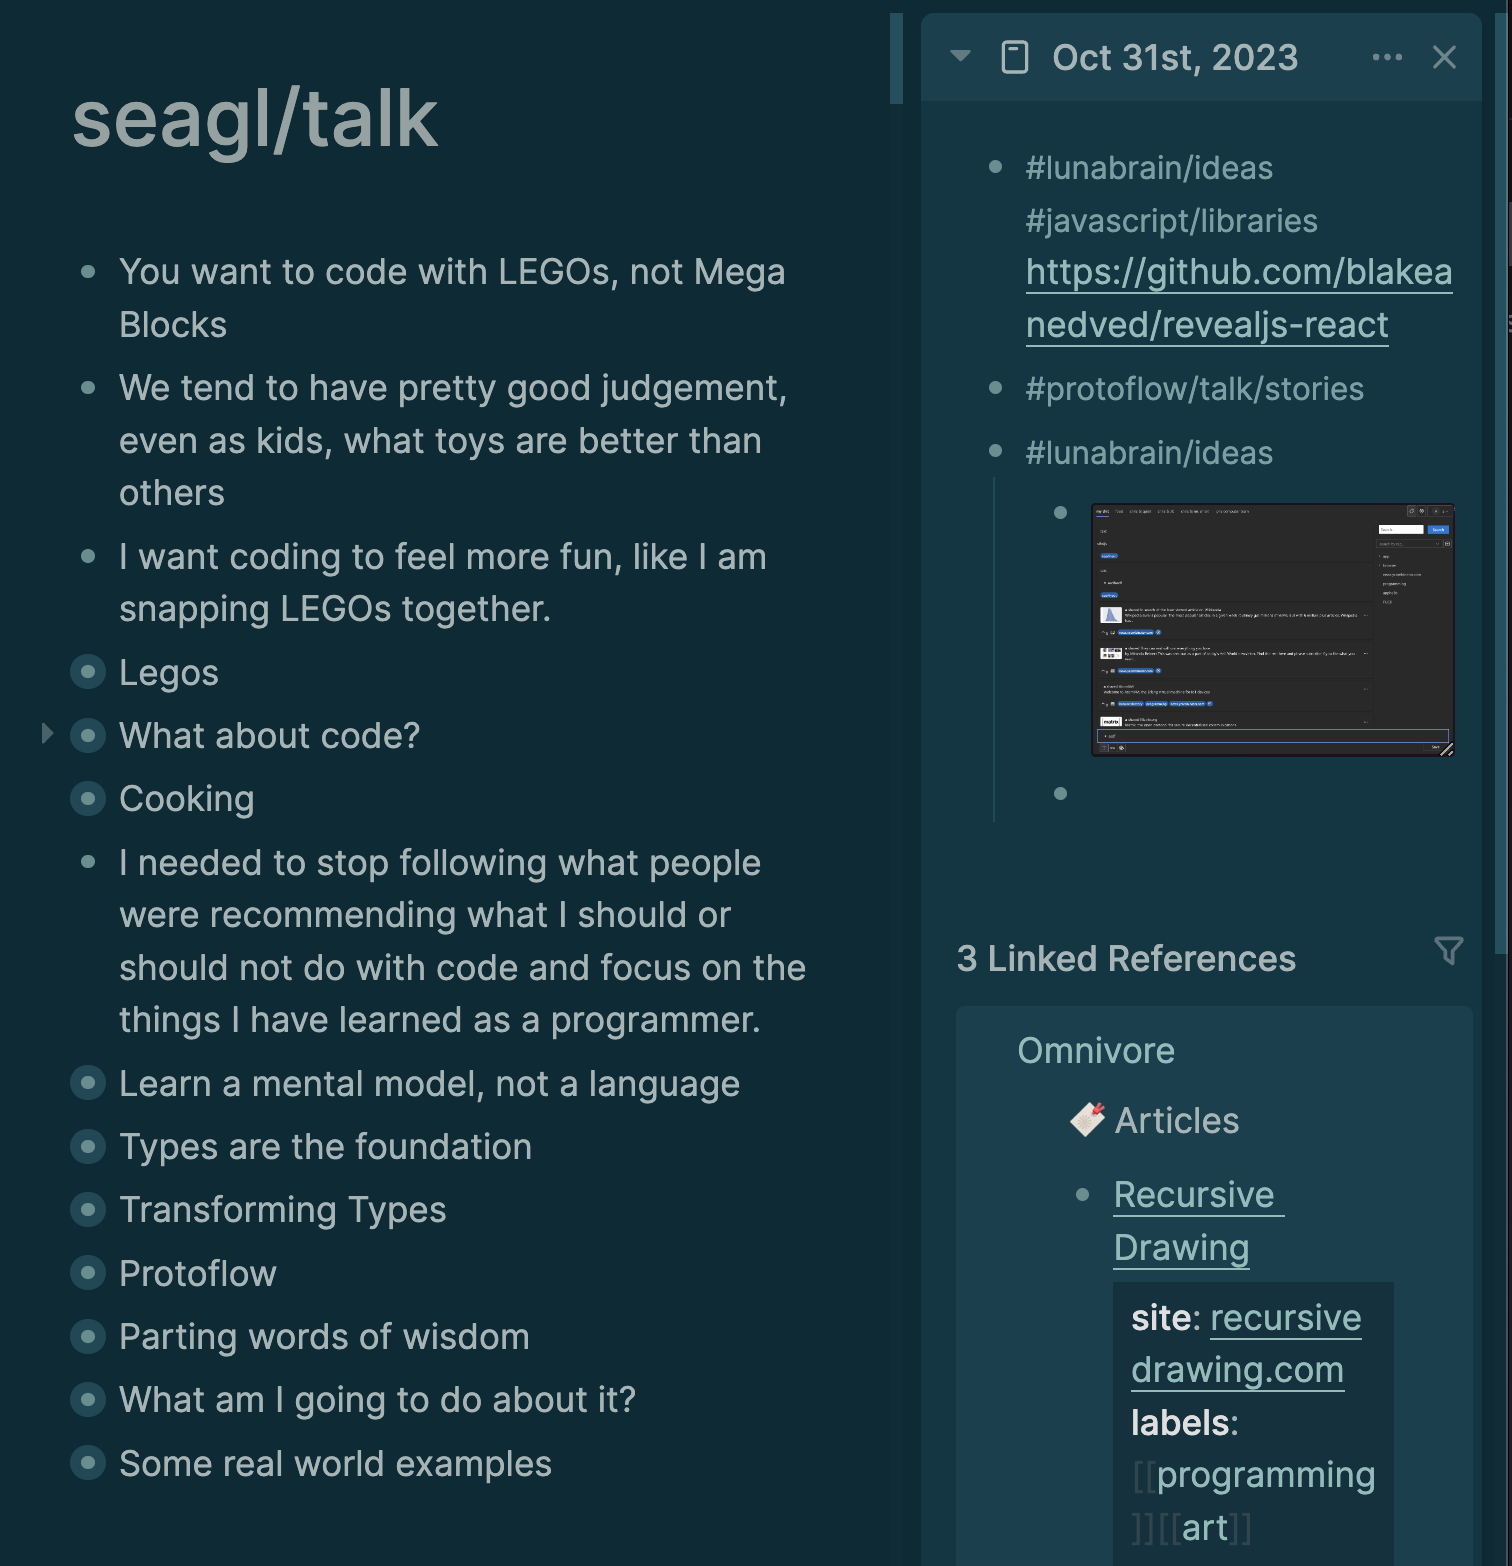 seagl/talk
You want to code with LEGOs, not Mega
Blocks
We tend to have pretty good judgement,
even as kids, what toys are better than
others
I want coding to feel more fun, like I am
snapping LEGOs together.
Legos
What about code?
Cooking
I needed to stop following what people
were recommending what I should or
should not do with code and focus on the
things I have learned as a programmer.
Learn a mental model, not a language
Types are the foundation
Transforming Types
Protoflow
Parting words of wisdom
What am I going to do about it?
Some real world examples
Oct 31st, 2023
#lunabrain/ideas
#javascript/libraries
https://github.com/blakea
nedved/revealjs-react
#protoflow/talk/stories
#lunabrain/ideas
Search
matrix
3 Linked References
Omnivore
Articles
Recursive
Drawing
site: recursive
drawing.com
labels:
[[programming
]][[art]]